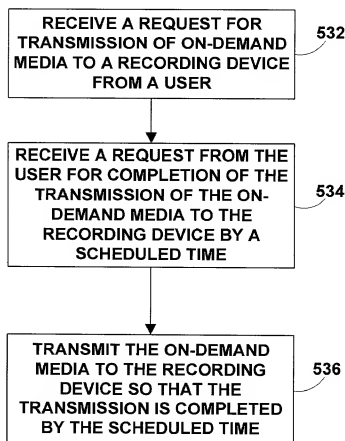 RECEIVE A REQUEST FOR
TRANSMISSION OF ON-DEMAND
MEDIA TO A RECORDING DEVICE
FROM A USER
532
RECEIVE A REQUEST FROM THE
USER FOR COMPLETION OF THE
TRANSMISSION OF THE ON-
DEMAND MEDIA TO THE
RECORDING DEVICE BY A
SCHEDULED TIME
534
TRANSMIT THE ON-DEMAND
MEDIA TO THE RECORDING
DEVICE SO THAT THE
TRANSMISSION IS COMPLETED
BY THE SCHEDULED TIME
536